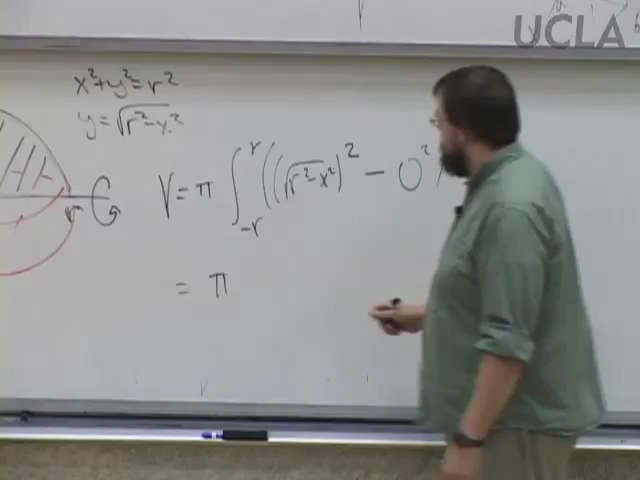 UCLA
x²+y²=r²
y=√r²-x²
r
V = π ∫_{-r}^{r} ((√r²-x²)² - 0²)
= π